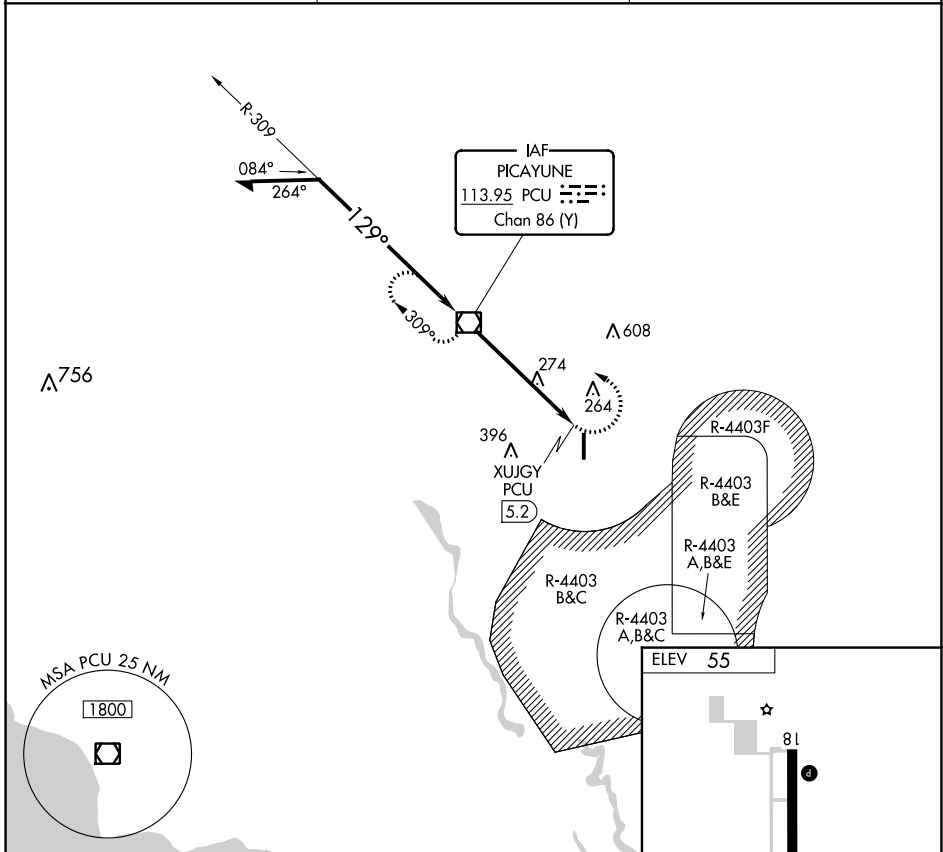 R-309
084°
264°
129°
309°
IAF
PICAYUNE
113.95 PCU
Chan 86 (Y)
608
274
264
756
396
XUJGY
PCU
5.2
R-4403F
R-4403
B&E
R-4403
A,B&E
R-4403
B&C
R-4403
A,B&C
MSA PCU 25 NM
1800
ELEV 55
18
P